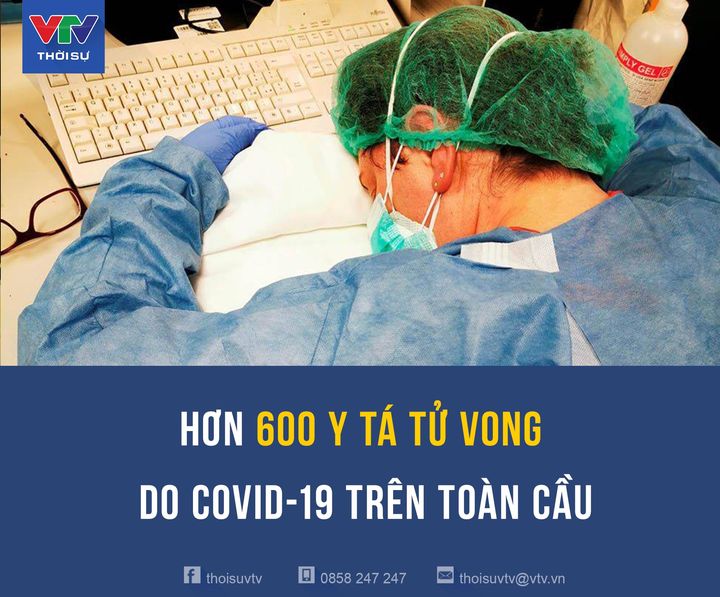 VTV
THỜI SỰ
SIMPLY GEL
HƠN 600 Y TÁ TỬ VONG
DO COVID-19 TRÊN TOÀN CẦU
thoisuvtv 0858 247 247 thoisuvtv@vtv.vn